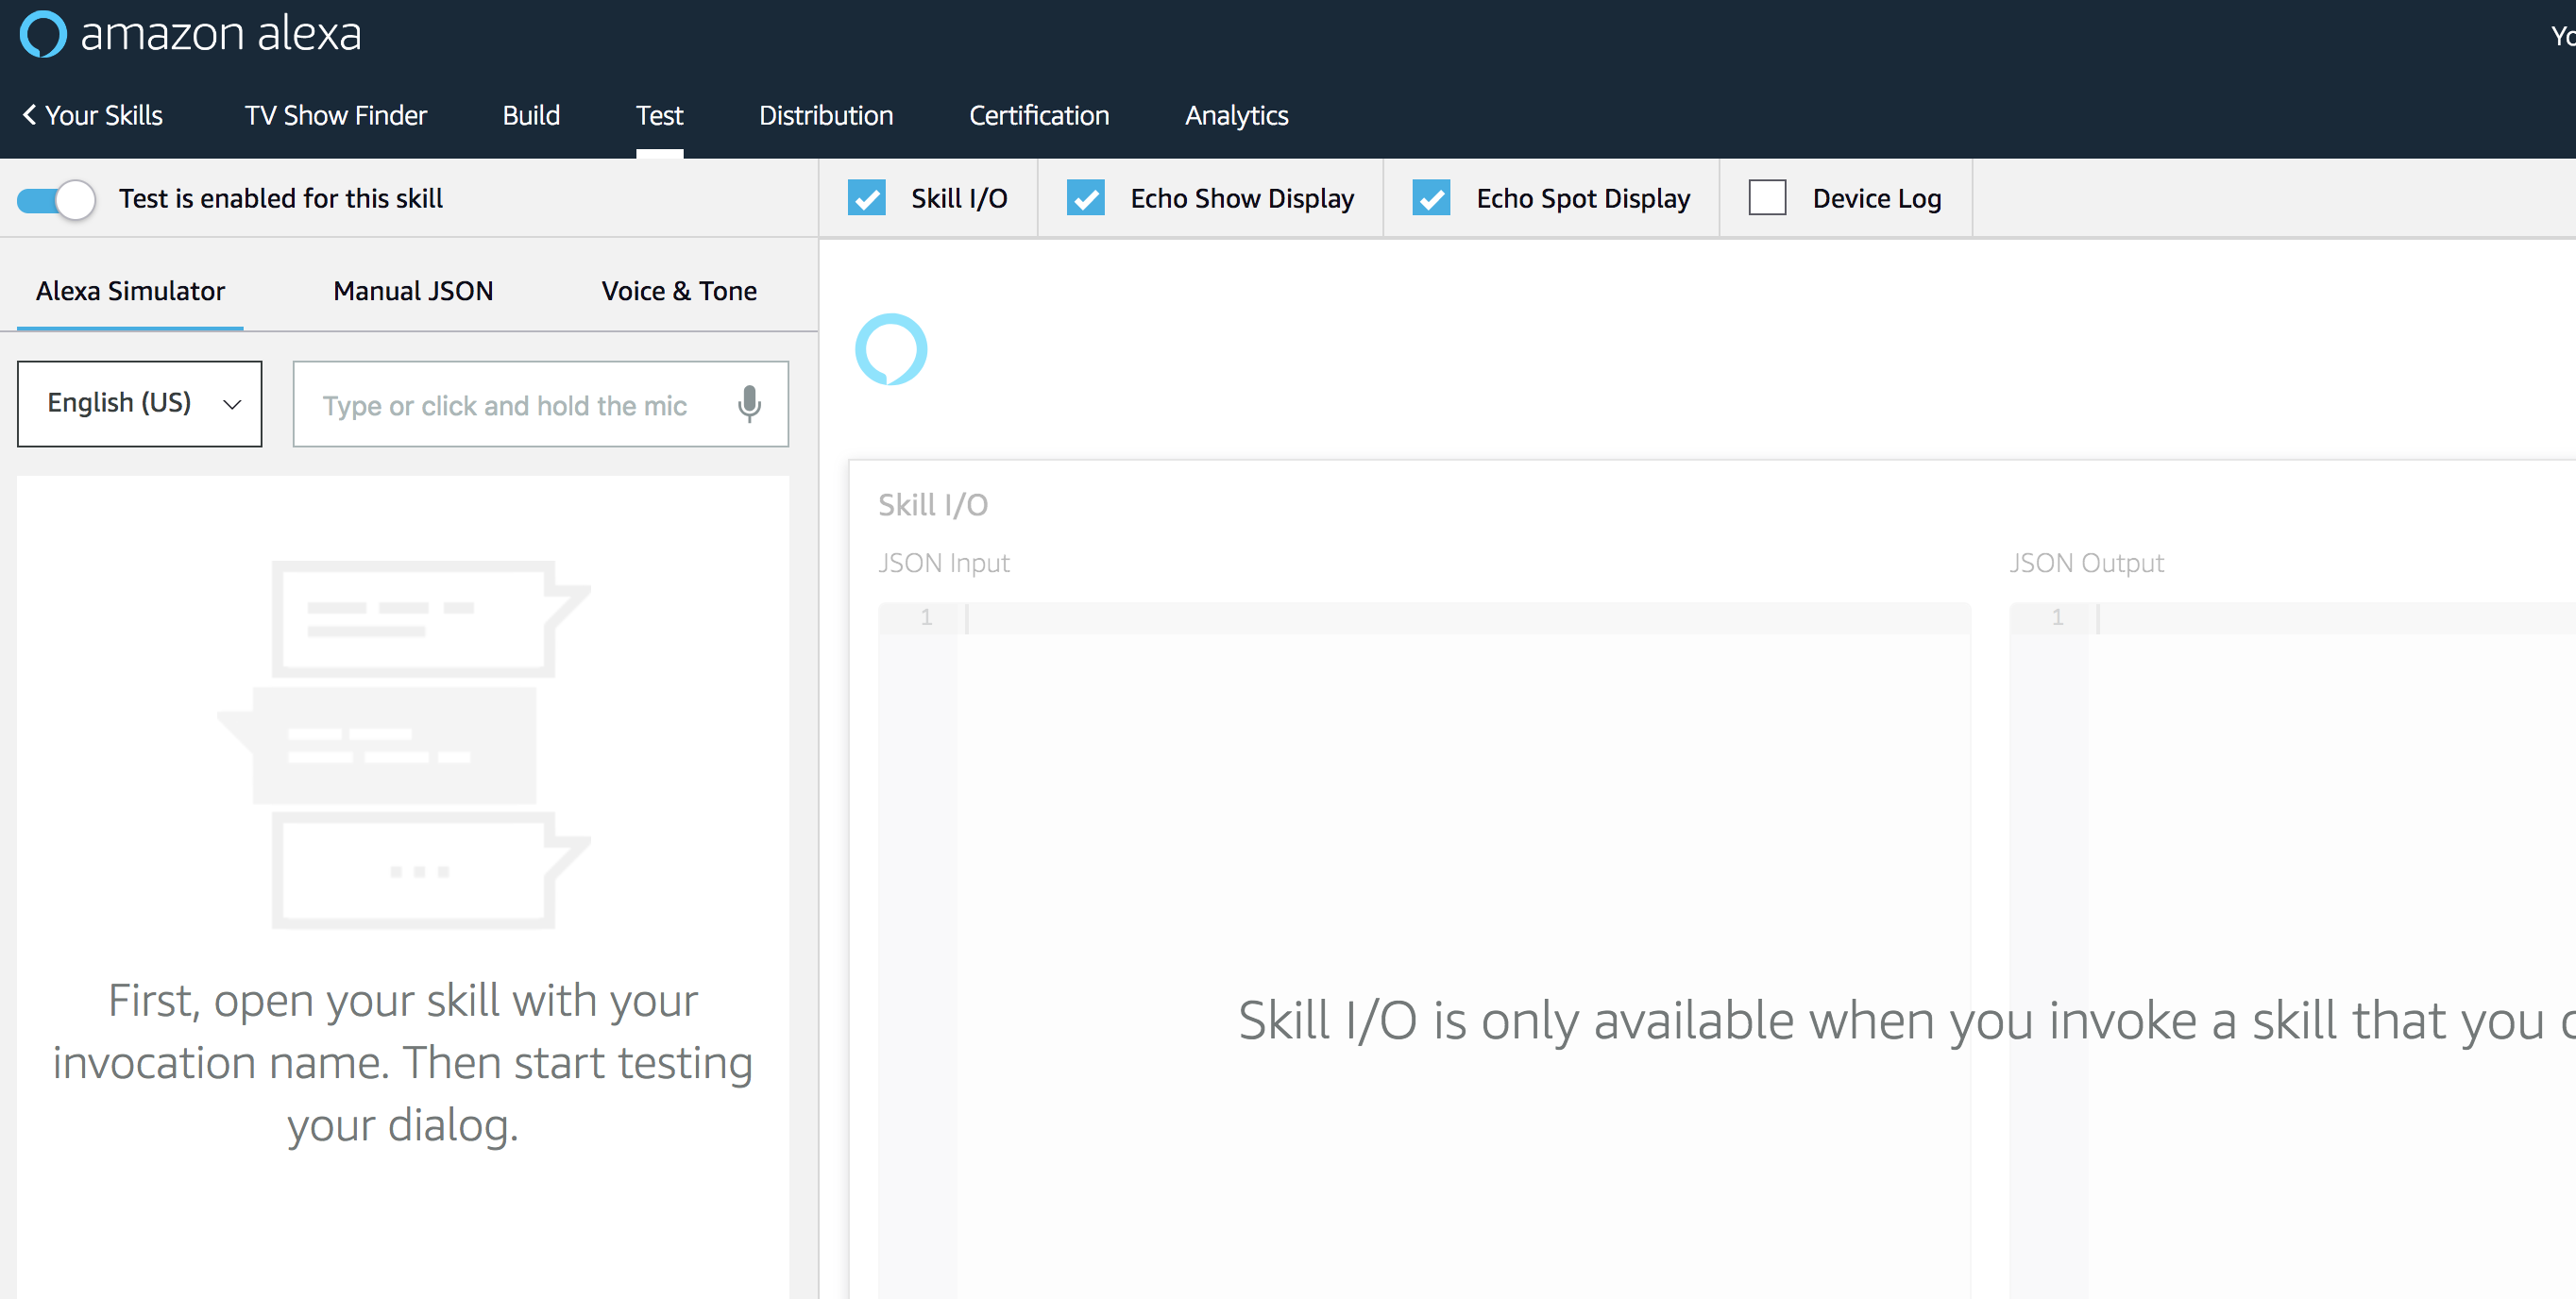 amazon alexa
Your Skills
TV Show Finder
Build
Test
Distribution
Certification
Analytics
Test is enabled for this skill
Skill I/O
Echo Show Display
Echo Spot Display
Device Log
Alexa Simulator
Manual JSON
Voice & Tone
English (US)
Type or click and hold the mic
Skill I/O
JSON Input
JSON Output
1
1
First, open your skill with your
invocation name. Then start testing
your dialog.
Skill I/O is only available when you invoke a skill that you